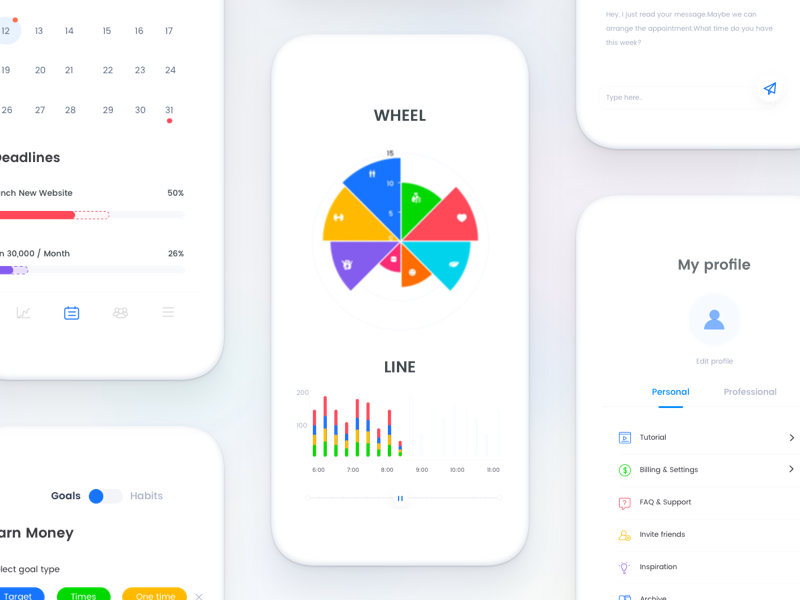 12 13 14 15 16 17
19 20 21 22 23 24
26 27 28 29 30 31
Deadlines
nch New Website 50%
n 30,000 / Month 26%
Goals Habits
arn Money
lect goal type
Target Times One time
WHEEL
15
10
5
LINE
200
100
6:00 7:00 8:00 9:00 10:00 11:00
Hey, I just read your message.Maybe we can
arrange the appointment.What time do you have
this week?
Type here..
My profile
Edit profile
Personal Professional
Tutorial
Billing & Settings
FAQ & Support
Invite friends
Inspiration
Archive